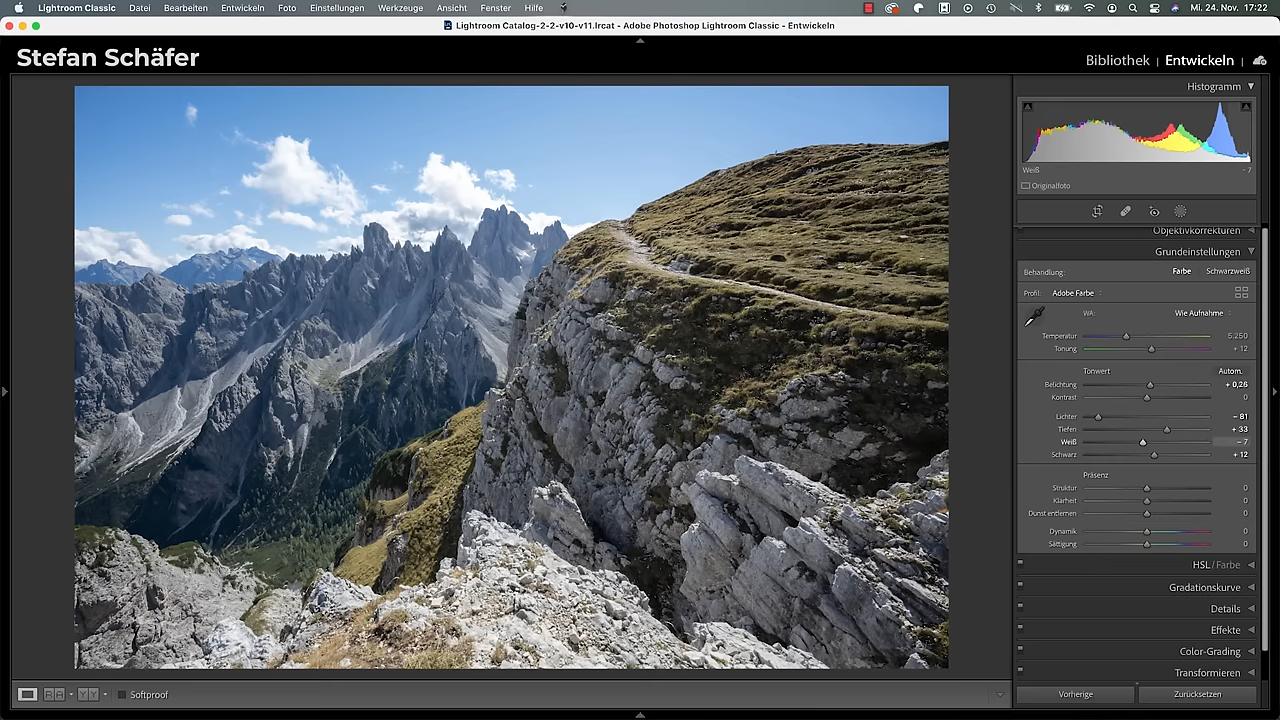 Lightroom Classic Datei Bearbeiten Entwickeln Foto Einstellungen Werkzeuge Ansicht Fenster Hilfe Mi. 24. Nov. 17:22
Lightroom Catalog-2-2-v10-v11.lrcat - Adobe Photoshop Lightroom Classic - Entwickeln
Stefan Schäfer
Bibliothek | Entwickeln |
Histogramm
Weiß - 7
Originalfoto
Objektivkorrekturen
Grundeinstellungen
Behandlung: Farbe Schwarzweiß
Profil: Adobe Farbe
WA: Wie Aufnahme
Temperatur 5.250
Tonung + 12
Tonwert Autom.
Belichtung + 0,26
Kontrast 0
Lichter − 81
Tiefen + 33
Weiß − 7
Schwarz + 12
Präsenz
Struktur 0
Klarheit 0
Dunst entfernen 0
Dynamik 0
Sättigung 0
HSL / Farbe
Gradationskurve
Details
Effekte
Color-Grading
Transformieren
R A Y Y Softproof
Vorherige Zurücksetzen